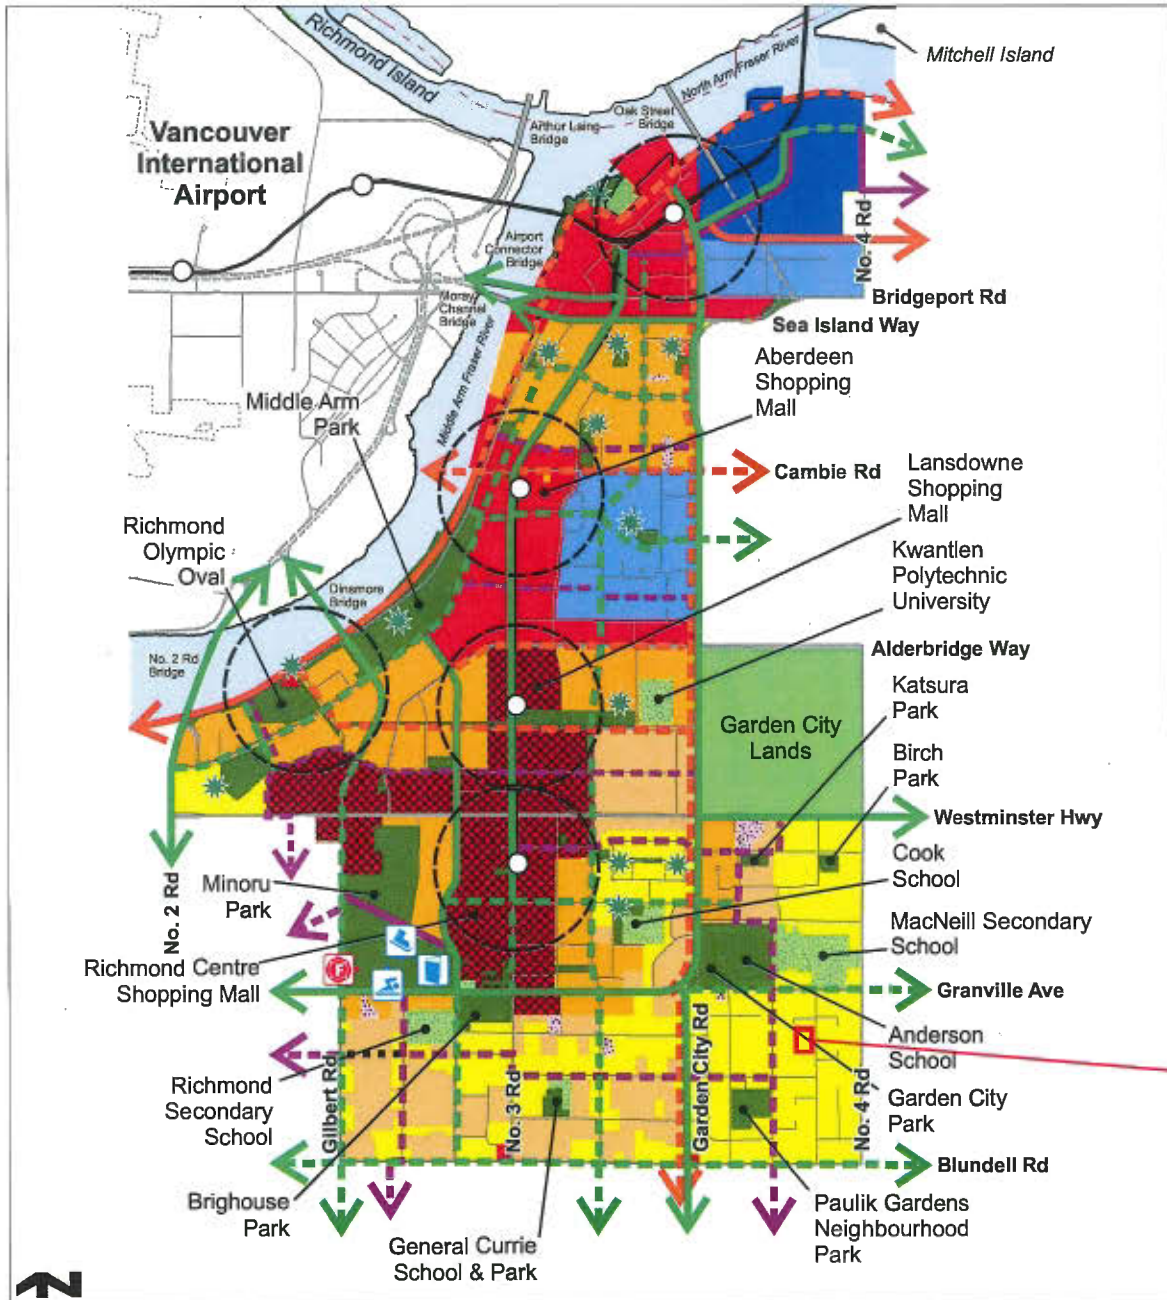 Mitchell Island
Richmond Island
North Arm Fraser River
Oak Street
Bridge
Arthur Laing
Bridge
Vancouver
International
Airport
Airport
Connector
Bridge
No. 4 Rd
Bridgeport Rd
Moray
Channel
Bridge
Sea Island Way
Aberdeen
Shopping
Mall
Middle Arm Fraser River
Middle Arm
Park
Cambie Rd
Lansdowne
Shopping
Mall
Richmond
Olympic
Oval
Kwantlen
Polytechnic
University
Dinsmore
Bridge
No. 2 Rd
Bridge
Alderbridge Way
Katsura
Park
Garden City
Lands
Birch
Park
Westminster Hwy
Cook
School
No. 2 Rd
Minoru
Park
MacNeill Secondary
School
Richmond Centre
Shopping Mall
F
Granville Ave
Anderson
School
Richmond
Secondary
School
Gilbert Rd
No. 3 Rd
Garden City Rd
No. 4 Rd
Garden City
Park
Blundell Rd
Brighouse
Park
General Currie
School & Park
Paulik Gardens
Neighbourhood
Park
N